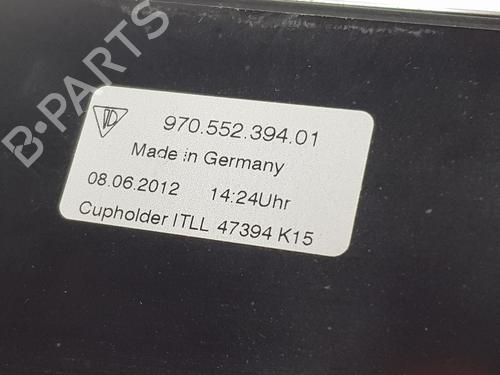 B-PARTS
970.552.394.01
Made in Germany
08.06.2012 14:24Uhr
Cupholder ITLL 47394 K15